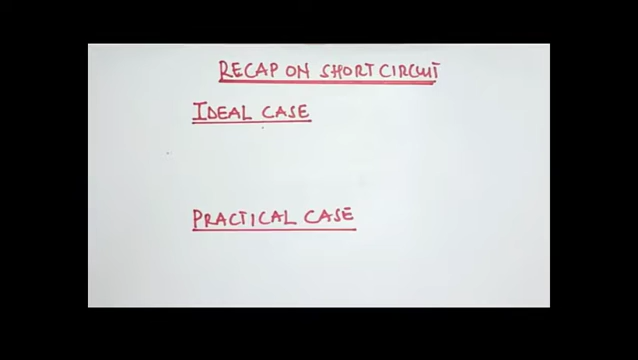 RECAP ON SHORT CIRCUIT
IDEAL CASE
PRACTICAL CASE